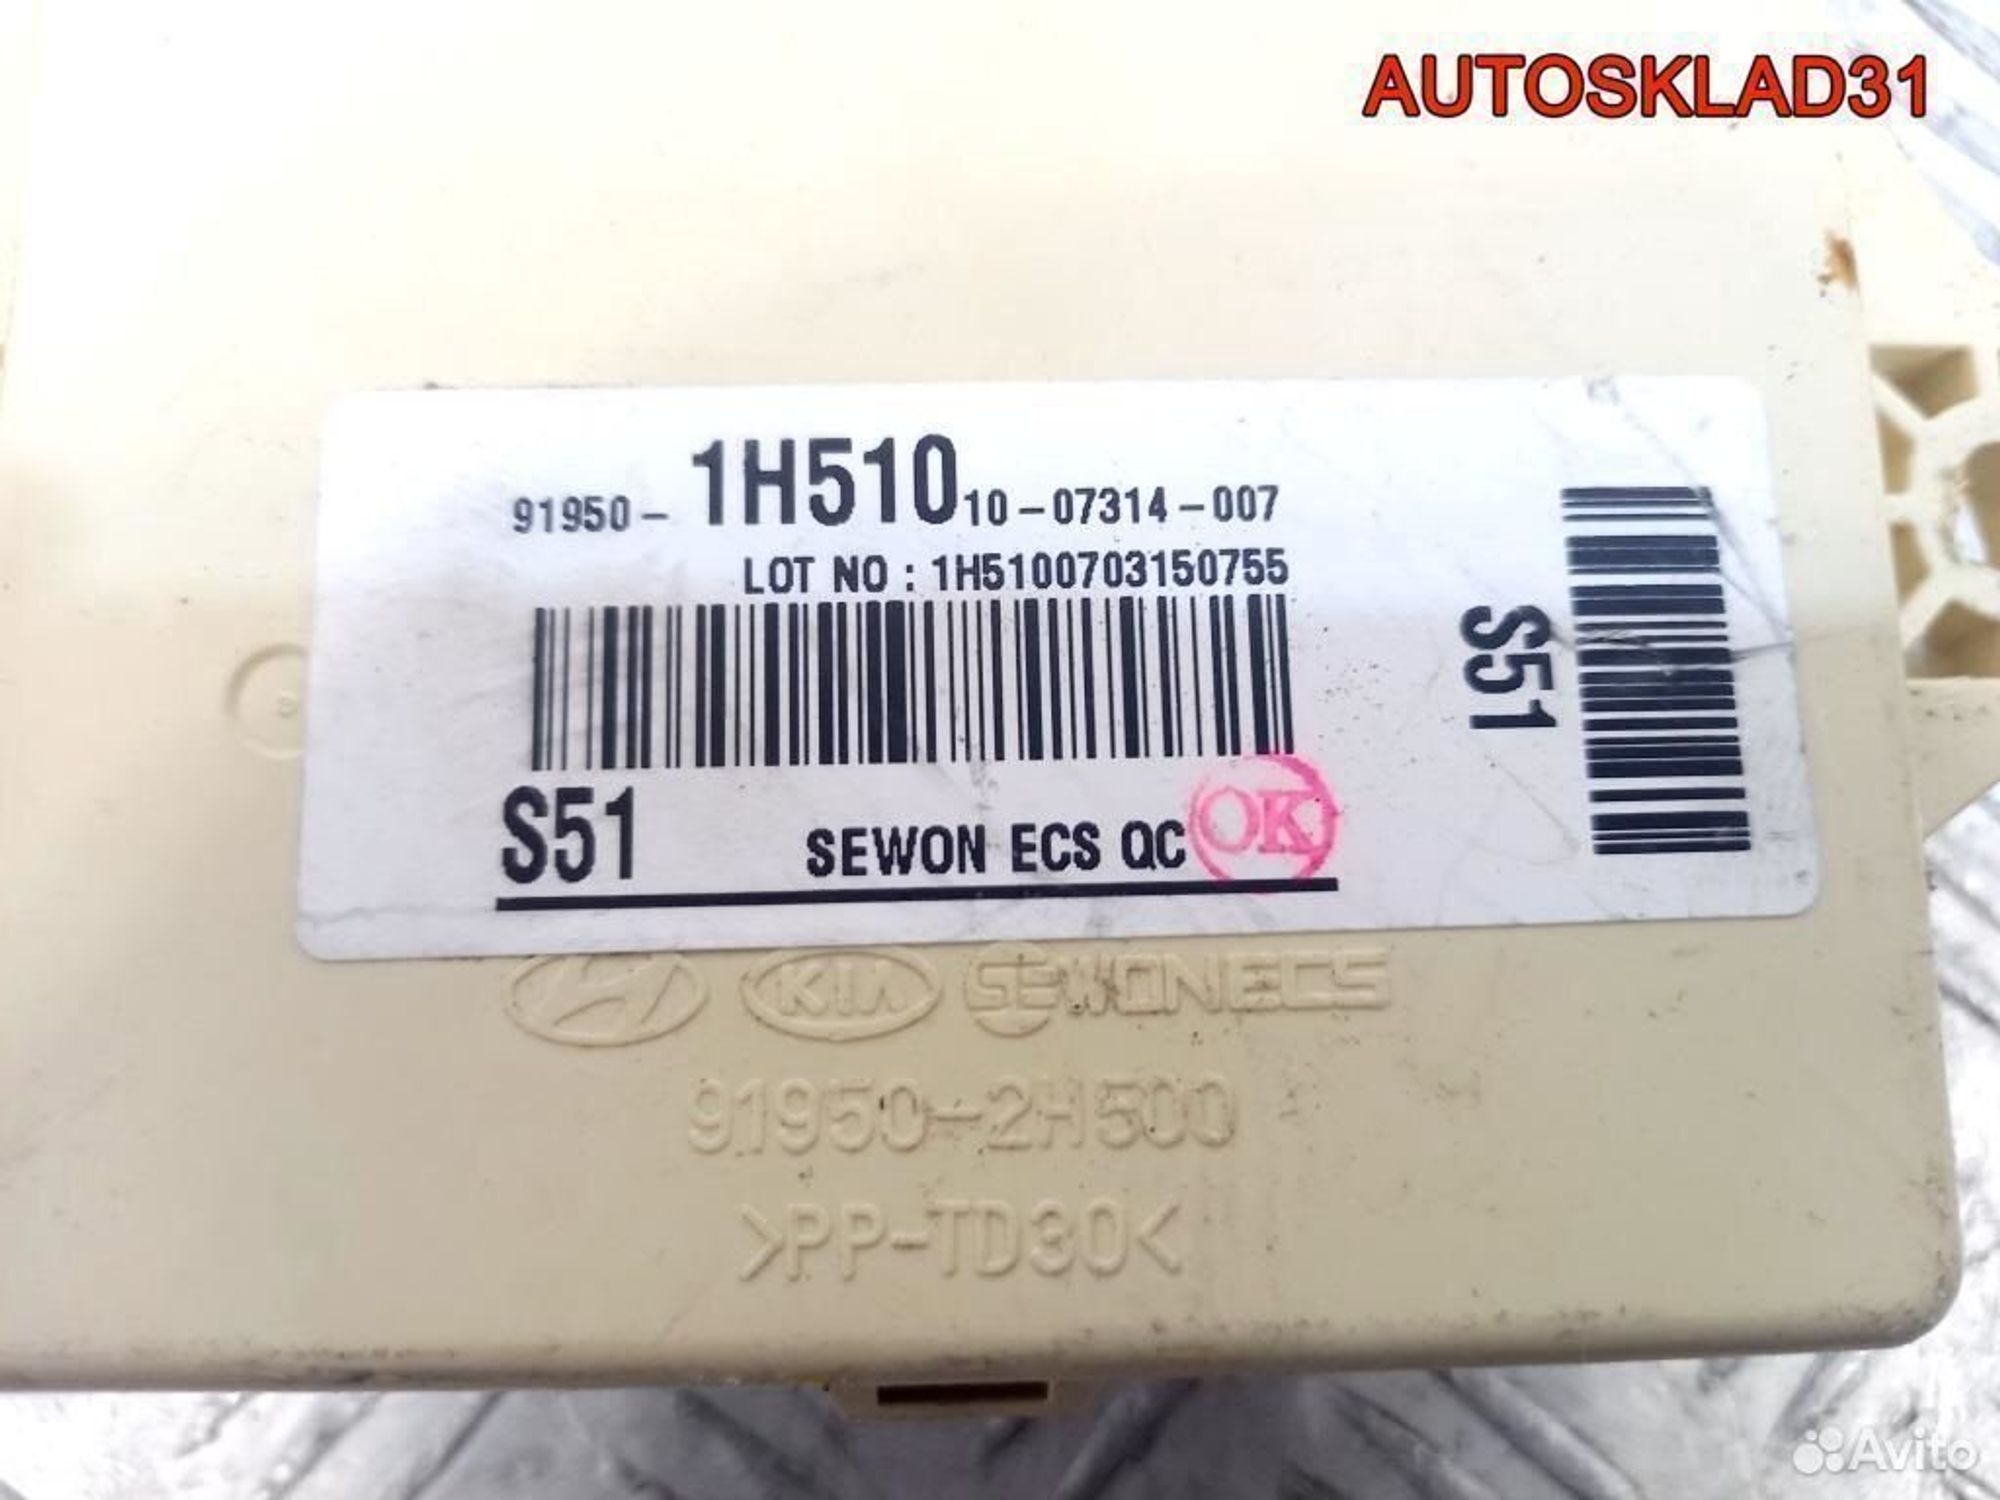 AUTOSKLAD31
91950-1H510 10-07314-007
LOT NO : 1H5100703150755
S51
S51 SEWON ECS QC OK
KIA SEWONECS
91950-2H500
>PP-TD30<
Avito